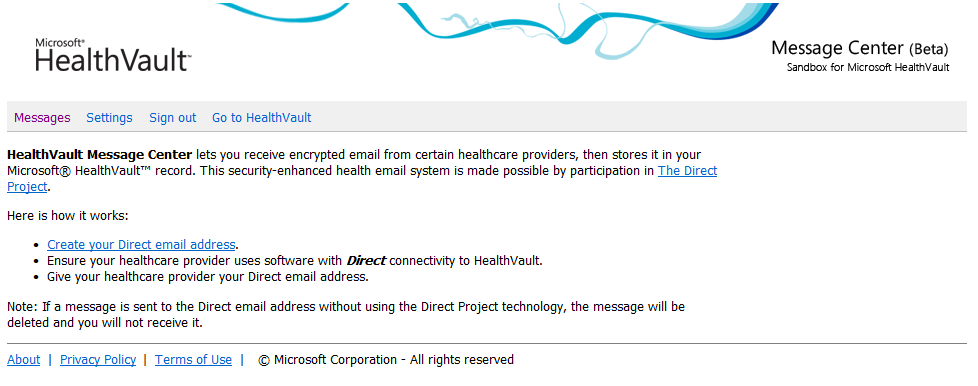 Microsoft®
HealthVault™
Message Center (Beta)
Sandbox for Microsoft HealthVault
Messages Settings Sign out Go to HealthVault
HealthVault Message Center lets you receive encrypted email from certain healthcare providers, then stores it in your
Microsoft® HealthVault™ record. This security-enhanced health email system is made possible by participation in The Direct
Project.
Here is how it works:
• Create your Direct email address.
• Ensure your healthcare provider uses software with Direct connectivity to HealthVault.
• Give your healthcare provider your Direct email address.
Note: If a message is sent to the Direct email address without using the Direct Project technology, the message will be
deleted and you will not receive it.
About | Privacy Policy | Terms of Use | © Microsoft Corporation - All rights reserved